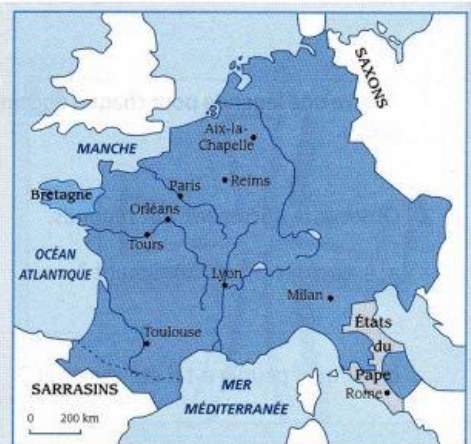 SAXONS
Aix-la-
Chapelle
MANCHE
Reims
Paris
Bretagne
Orléans
Tours
OCÉAN
ATLANTIQUE
Lyon
Milan
États
du
Pape
Toulouse
Rome
SARRASINS
MER
MÉDITERRANÉE
0 200 km